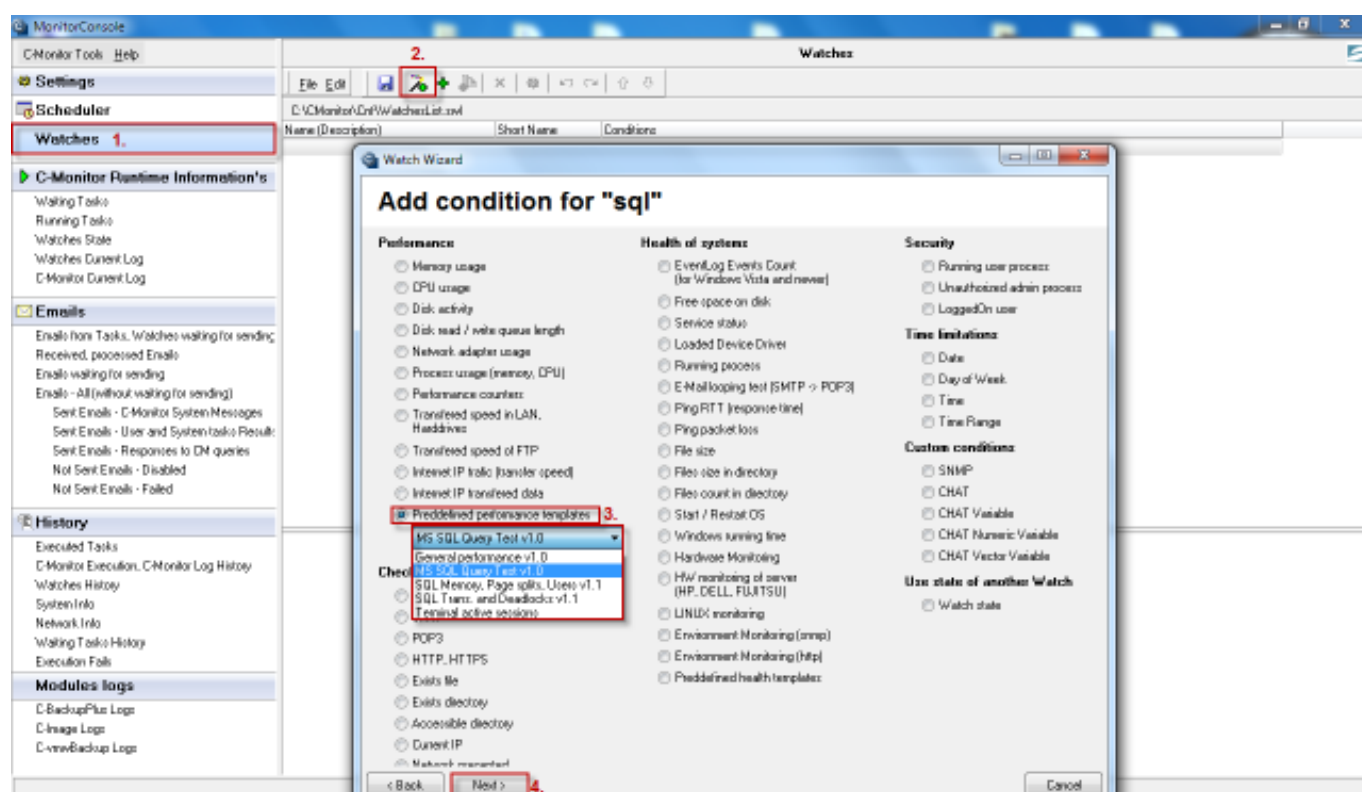 MonitorConsole
C-Monitor Tools Help
Watches
2.
Settings
File Edit
Scheduler
C:\CMonitor\Cnf\WatchesList.xwl
Name (Description) Short Name Conditions
Watches 1.
Watch Wizard
C-Monitor Runtime Information's
Waiting Tasks
Running Tasks
Watches State
Watches Current Log
C-Monitor Current Log
Emails
Emails from Tasks, Watches waiting for sending
Received, processed Emails
Emails waiting for sending
Emails - All (without waiting for sending)
Sent Emails - C-Monitor System Messages
Sent Emails - User and System tasks Results
Sent Emails - Responses to CM queries
Not Sent Emails - Disabled
Not Sent Emails - Failed
History
Executed Tasks
C-Monitor Execution, C-Monitor Log History
Watches History
System Info
Network Info
Waiting Tasks History
Execution Fails
Modules logs
C-BackupPlus Logs
C-Image Logs
C-vmwBackup Logs
Add condition for "sql"
Performance
Memory usage
CPU usage
Disk activity
Disk read / write queue length
Network adapter usage
Process usage (memory, CPU)
Performance counters
Transfered speed in LAN,
Harddrives
Transfered speed of FTP
Internet IP trafic (transfer speed)
Internet IP transfered data
Preddefined performance templates 3.
MS SQL Query Test v1.0
General performance v1.0
MS SQL Query Test v1.0
SQL Memory, Page splits, Users v1.1
SQL Trans. and Deadlocks v1.1
Terminal active sessions
Chec
POP3
HTTP, HTTPS
Exists file
Exists directory
Accessible directory
Current IP
Health of systems
EventLog Events Count
(for Windows Vista and newer)
Free space on disk
Service status
Loaded Device Driver
Running process
E-Mail looping test (SMTP -> POP3)
Ping RTT (response time)
Ping packet loss
File size
Files size in directory
Files count in directory
Start / Restart OS
Windows running time
Hardware Monitoring
HW monitoring of server
(HP, DELL, FUJITSU)
LINUX monitoring
Environment Monitoring (snmp)
Environment Monitoring (http)
Preddefined health templates
Security
Running user process
Unauthorized admin process
LoggedOn user
Time limitations
Date
Day of Week
Time
Time Range
Custom conditions
SNMP
CHAT
CHAT Variable
CHAT Numeric Variable
CHAT Vector Variable
Use state of another Watch
Watch state
< Back Next > 4. Cancel